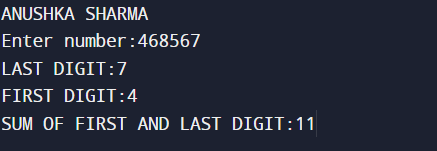 ANUSHKA SHARMA
Enter number:468567
LAST DIGIT:7
FIRST DIGIT:4
SUM OF FIRST AND LAST DIGIT:11